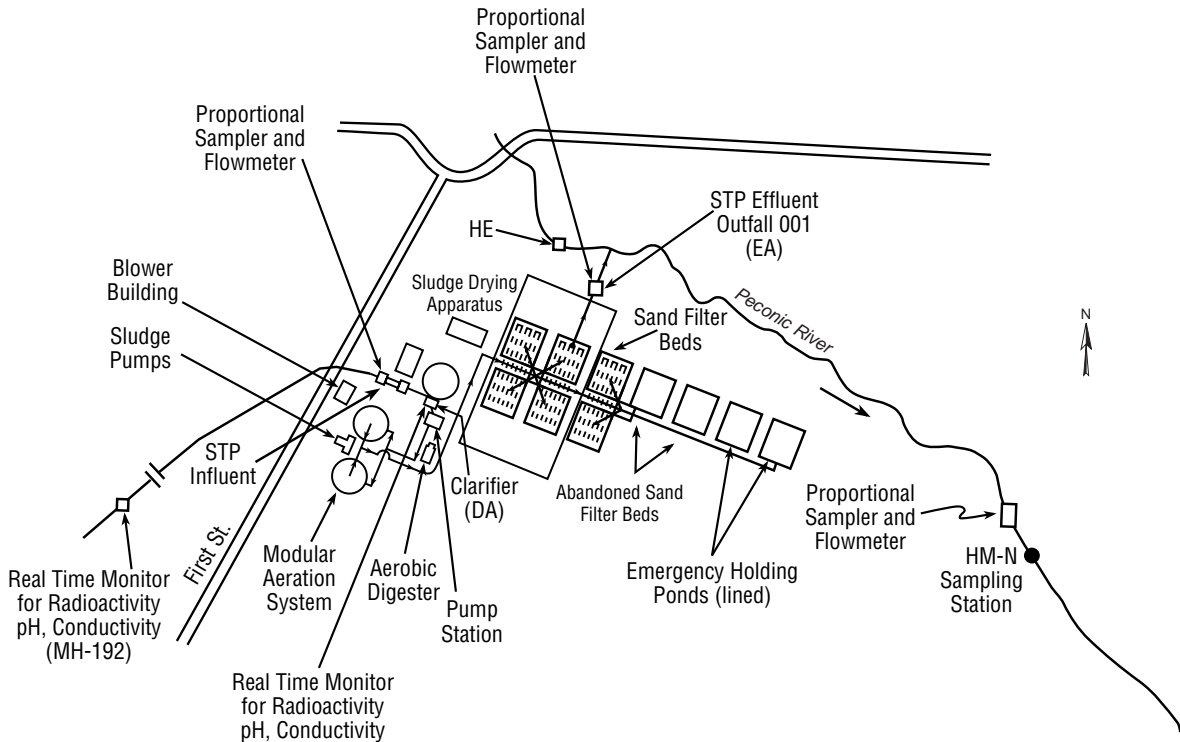 Proportional
Sampler and
Flowmeter
Proportional
Sampler and
Flowmeter
STP Effluent
Outfall 001
(EA)
HE
Blower
Building
Sludge Drying
Apparatus
Peconic River
N
Sludge
Pumps
Sand Filter
Beds
STP
Influent
Clarifier
(DA)
Abandoned Sand
Filter Beds
Proportional
Sampler and
Flowmeter
First St.
Modular
Aeration
System
Aerobic
Digester
Emergency Holding
Ponds (lined)
HM-N
Sampling
Station
Real Time Monitor
for Radioactivity
pH, Conductivity
(MH-192)
Pump
Station
Real Time Monitor
for Radioactivity
pH, Conductivity